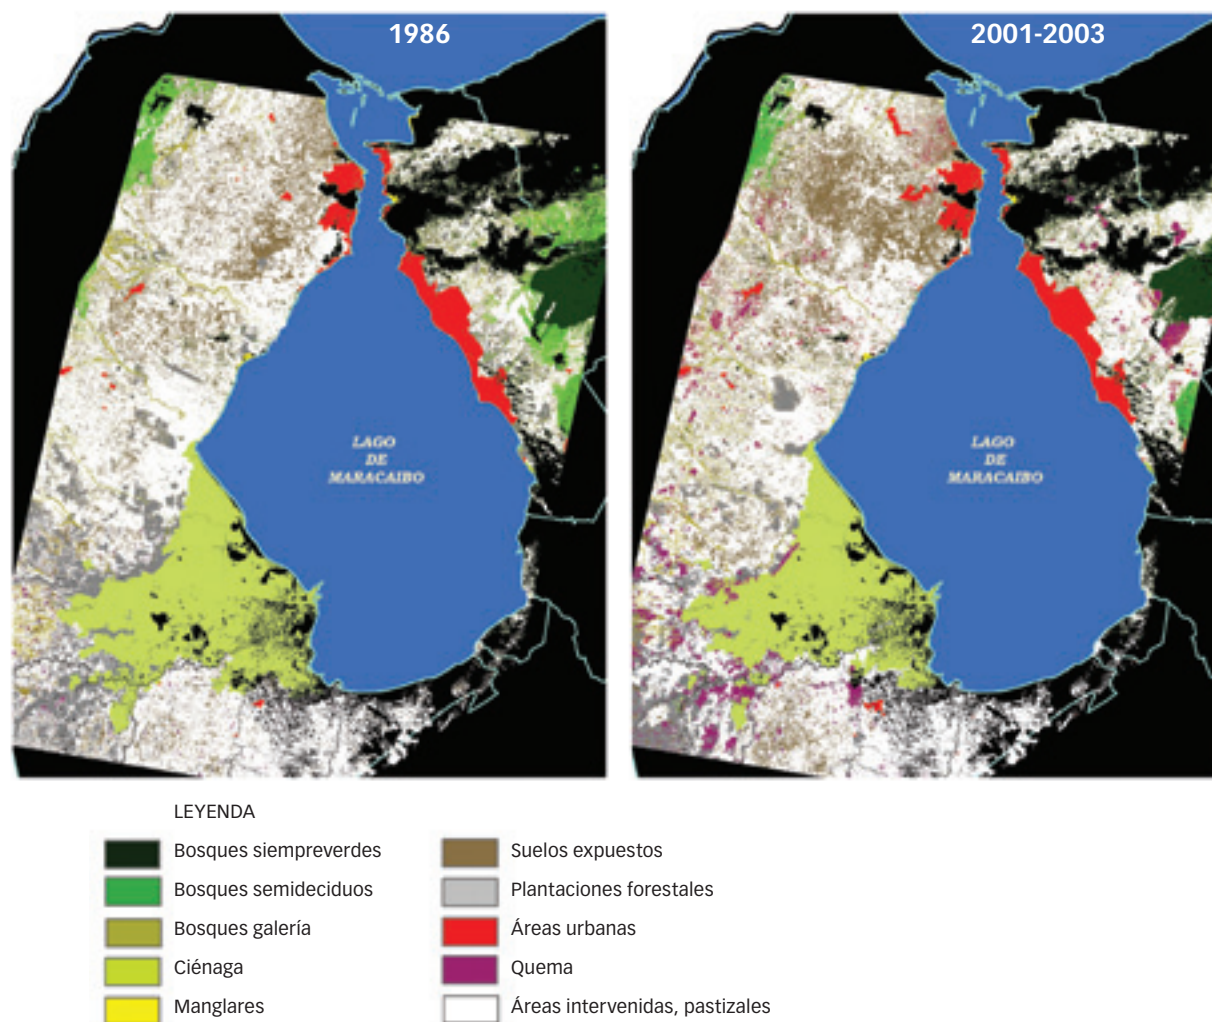 1986
2001-2003
LAGO
DE
MARACAIBO
LAGO
DE
MARACAIBO
LEYENDA
Bosques siempreverdes
Bosques semideciduos
Bosques galería
Ciénaga
Manglares
Suelos expuestos
Plantaciones forestales
Áreas urbanas
Quema
Áreas intervenidas, pastizales